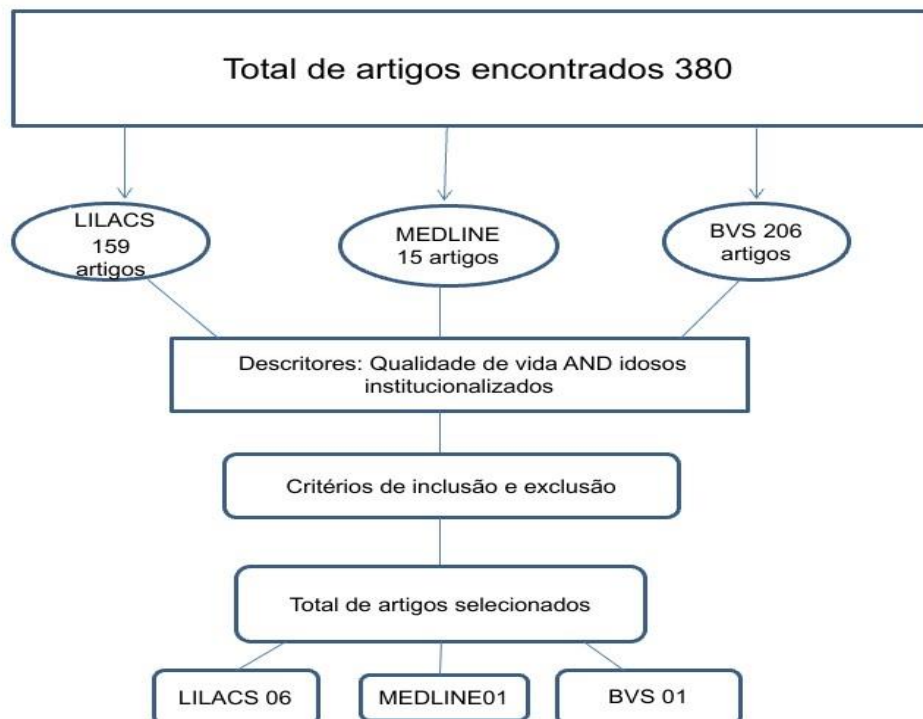 Total de artigos encontrados 380
LILACS
159
artigos
MEDLINE
15 artigos
BVS 206
artigos
Descritores: Qualidade de vida AND idosos
institucionalizados
Critérios de inclusão e exclusão
Total de artigos selecionados
LILACS 06
MEDLINE01
BVS 01